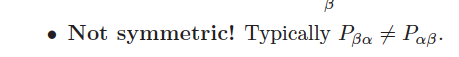 β
• Not symmetric! Typically P_{βα} ≠ P_{αβ}.